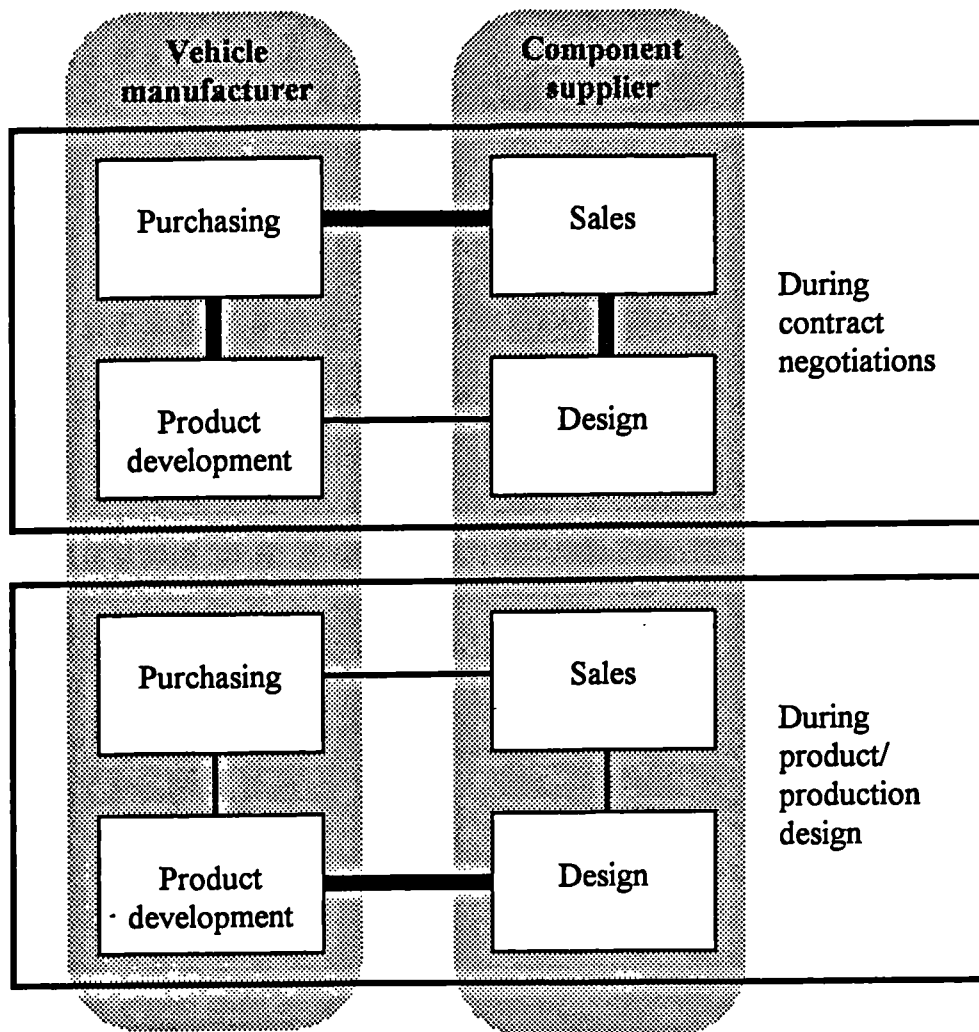 Vehicle
manufacturer
Component
supplier
Purchasing
Sales
During
contract
negotiations
Product
development
Design
Purchasing
Sales
During
product/
production
design
Product
development
Design